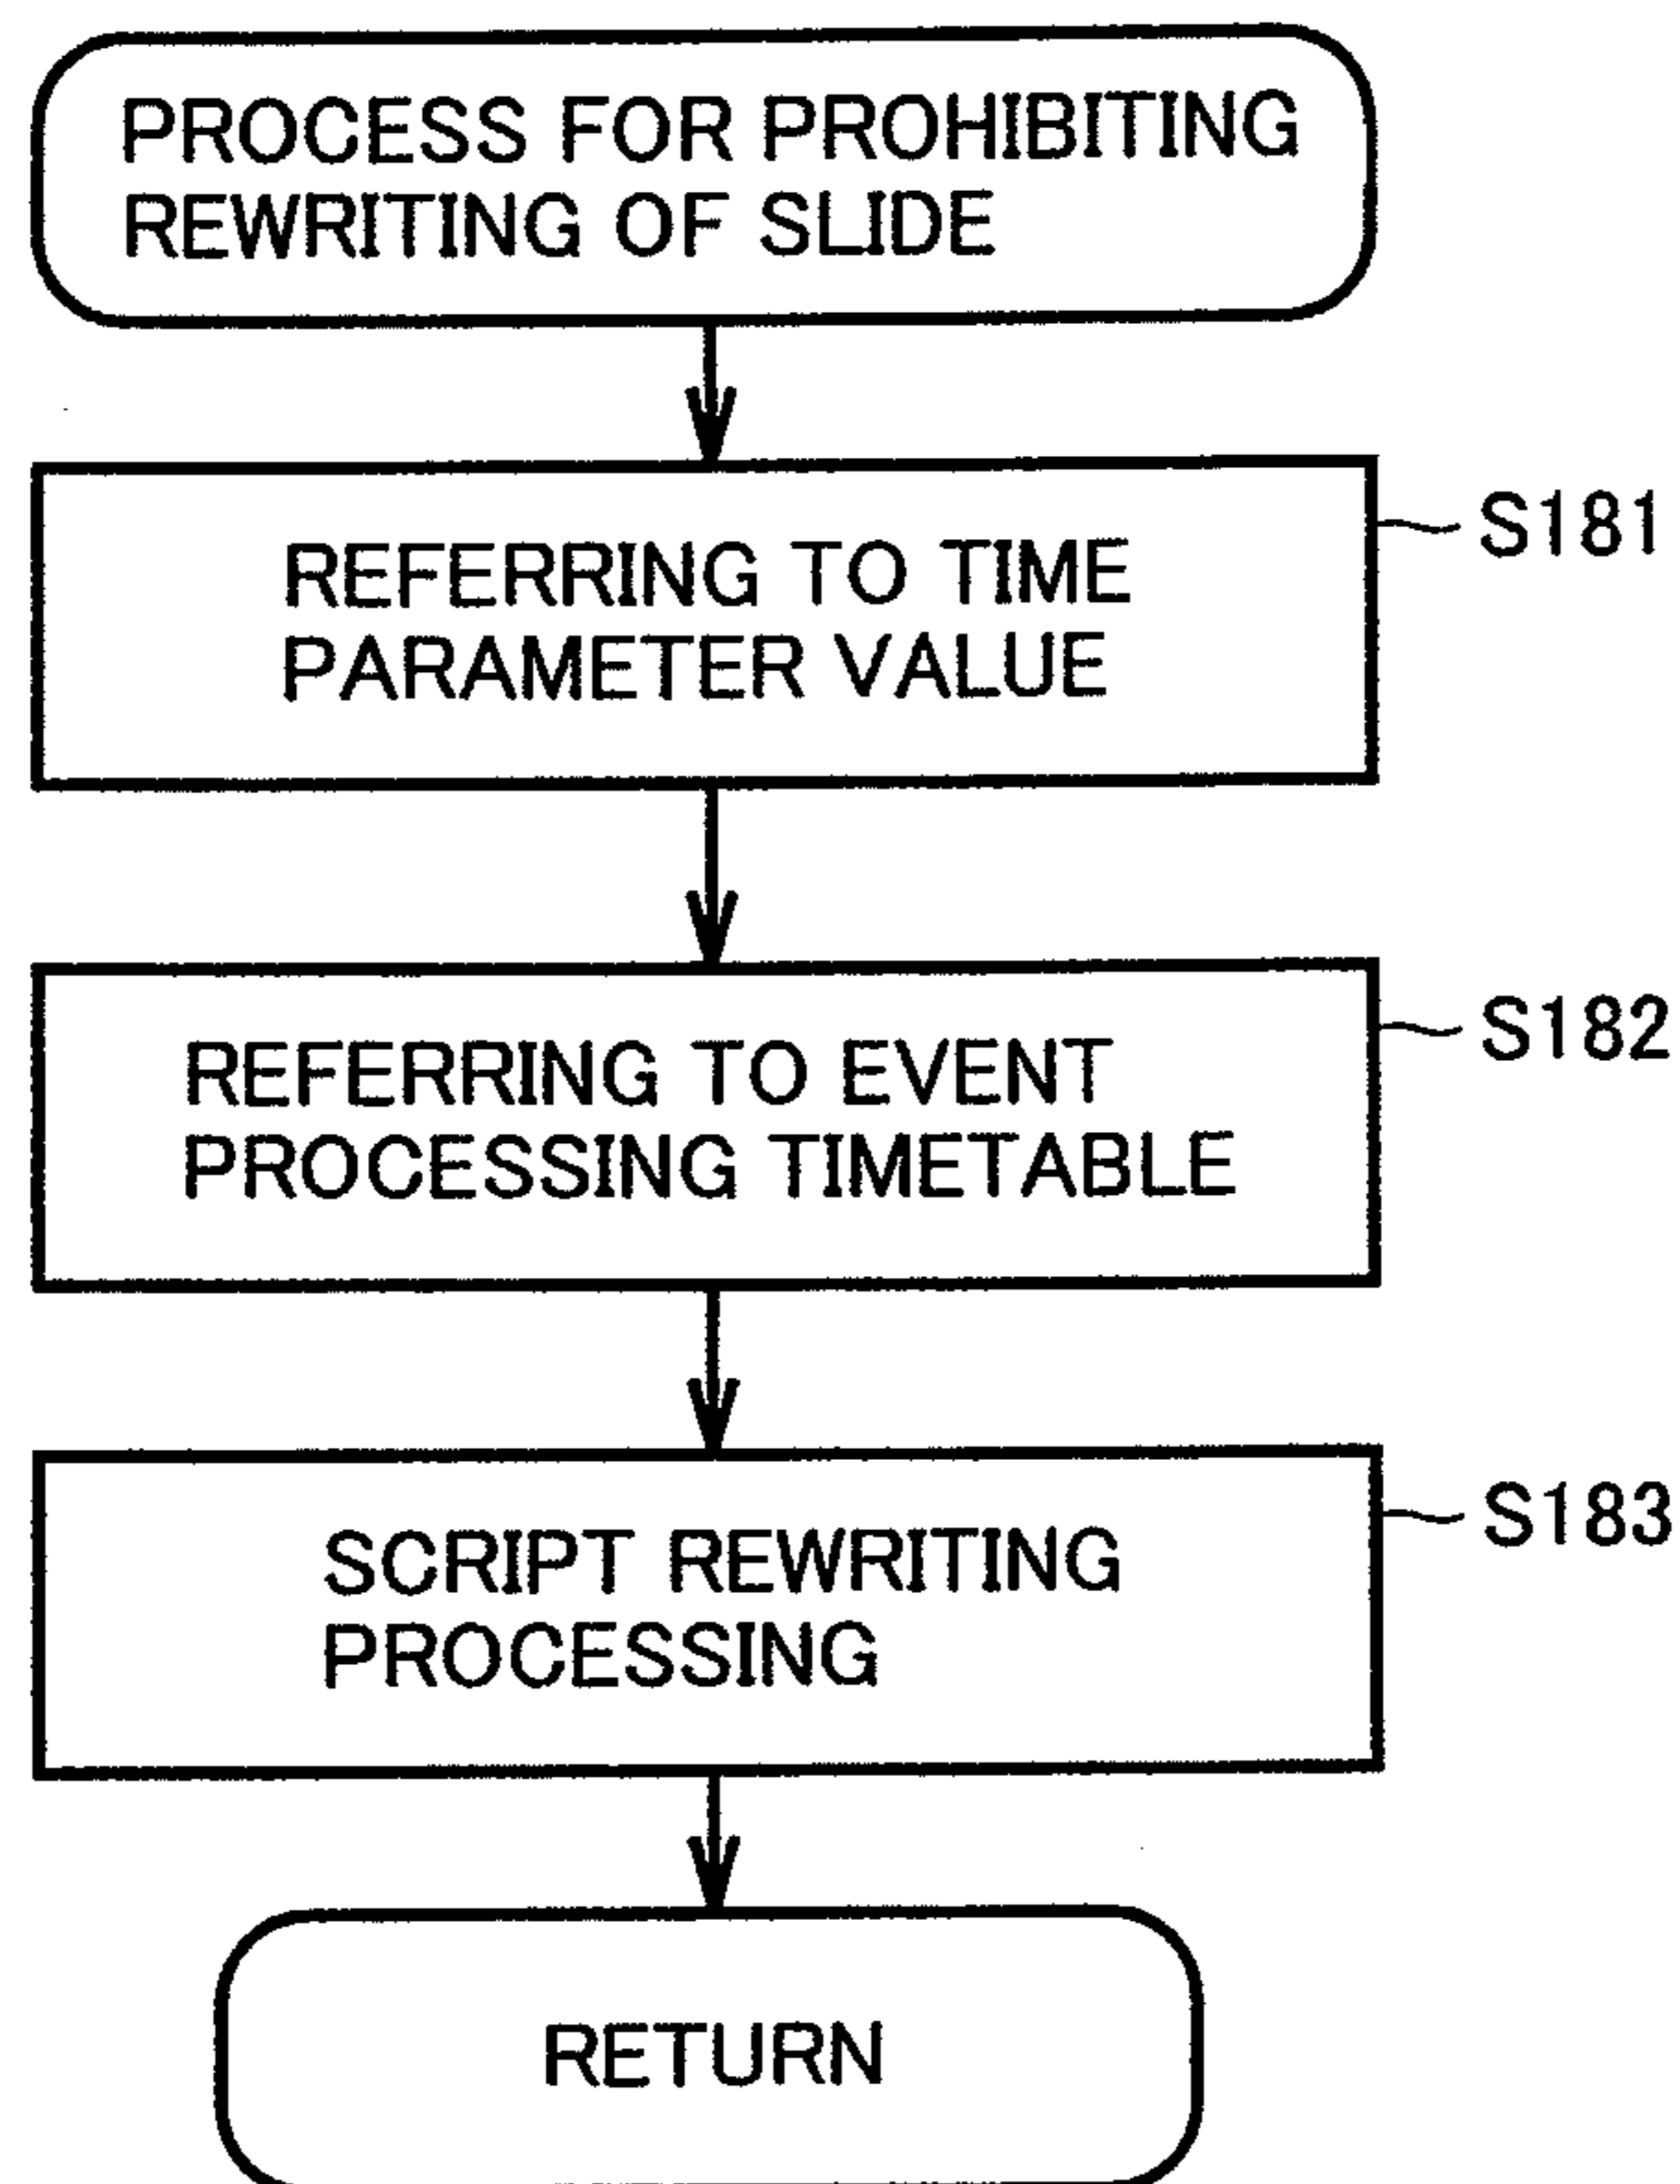 PROCESS FOR PROHIBITING
REWRITING OF SLIDE
REFERRING TO TIME
PARAMETER VALUE
S181
REFERRING TO EVENT
PROCESSING TIMETABLE
S182
SCRIPT REWRITING
PROCESSING
S183
RETURN